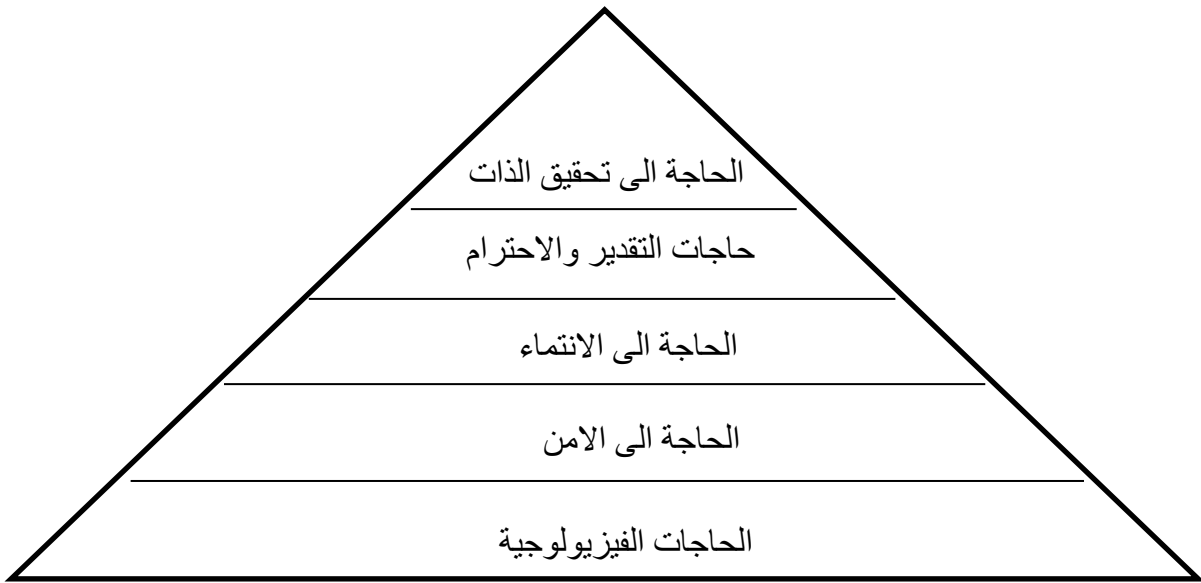 الحاجة الى تحقيق الذات
حاجات التقدير والاحترام
الحاجة الى الانتماء
الحاجة الى الامن
الحاجات الفيزيولوجية